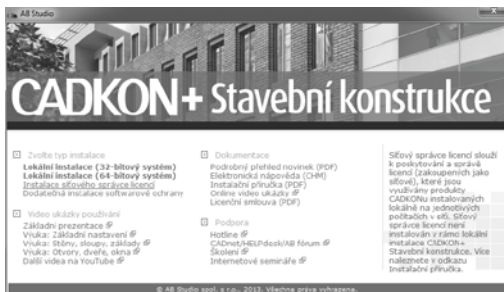 AB Studio
CADKON+ Stavební konstrukce
Zvolte typ instalace
Lokální instalace (32-bitový systém)
Lokální instalace (64-bitový systém)
Instalace síťového správce licencí
Dodatečná instalace softwarové ochrany
Video ukázky používání
Základní prezentace
Výuka: Základní nastavení
Výuka: Stěny, sloupy, základy
Výuka: Otvory, dveře, okna
Další videa na YouTube
Dokumentace
Podrobný přehled novinek (PDF)
Elektronická nápověda (CHM)
Instalační příručka (PDF)
Online video ukázky
Licenční smlouva (PDF)
Podpora
Hotline
CADnet/HELPdesk/AB fórum
Školení
Internetové semináře
Síťový správce licencí slouží
k poskytování a správě
licencí (zakoupených jako
síťové), které jsou
využívány produkty
CADKONu instalovaných
lokálně na jednotlivých
počítačích v síti. Síťový
správce licencí není
instalován v rámci lokální
instalace CADKON+
Stavební konstrukce. Více
naleznete v odkazu
Instalační příručka.
© AB Studio spol. s r.o., 2013. Všechna práva vyhrazena.